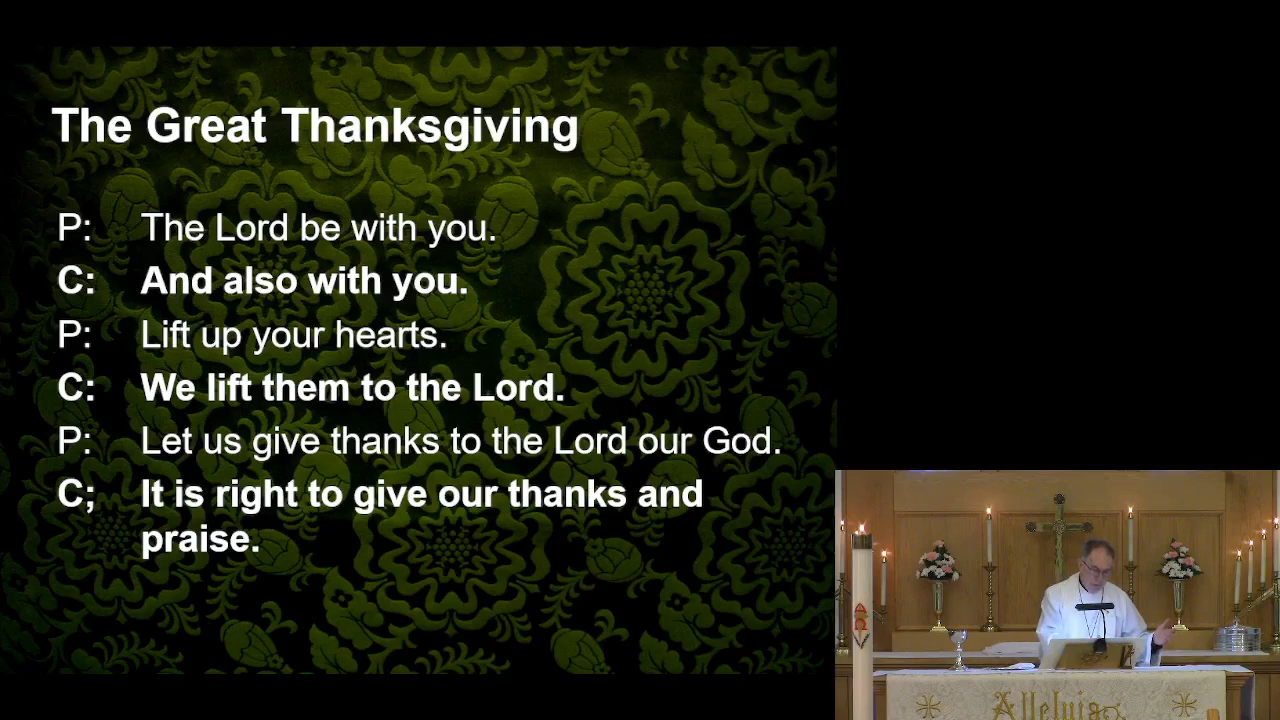 The Great Thanksgiving
P: The Lord be with you.
C: And also with you.
P: Lift up your hearts.
C: We lift them to the Lord.
P: Let us give thanks to the Lord our God.
C; It is right to give our thanks and
praise.
Alleluia